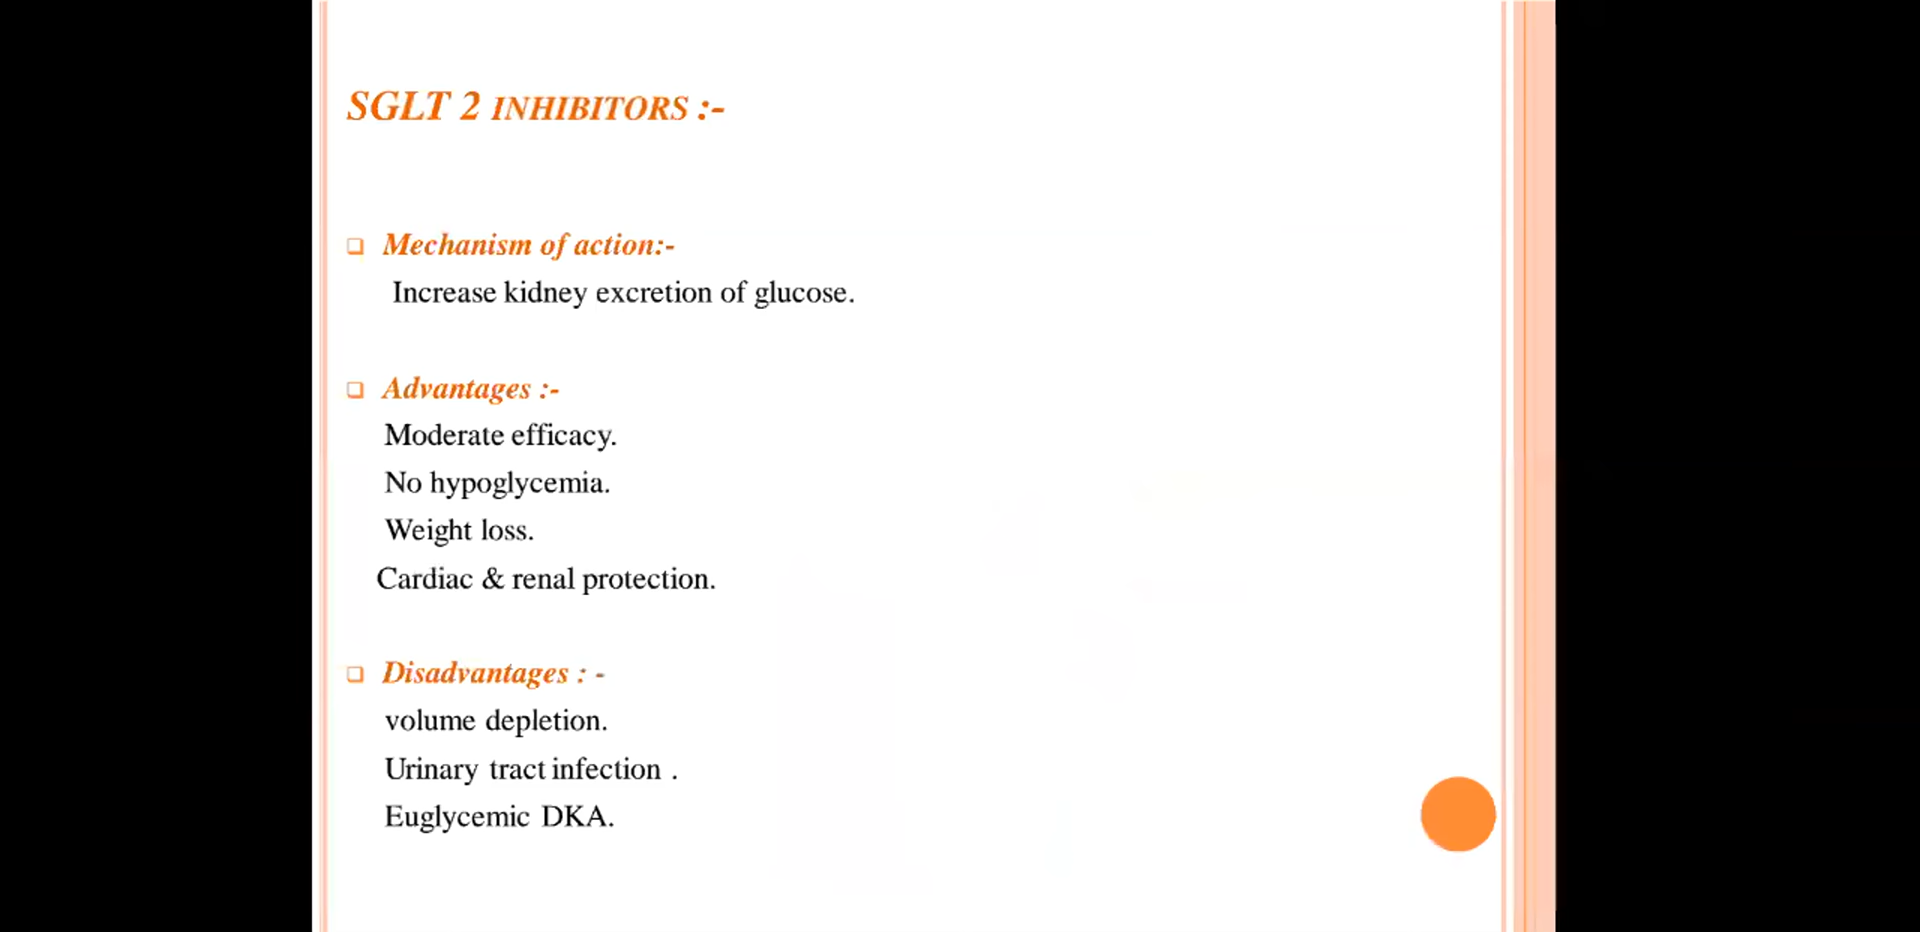 SGLT 2 INHIBITORS :-
Mechanism of action:-
Increase kidney excretion of glucose.
Advantages :-
Moderate efficacy.
No hypoglycemia.
Weight loss.
Cardiac & renal protection.
Disadvantages : -
volume depletion.
Urinary tract infection .
Euglycemic DKA.